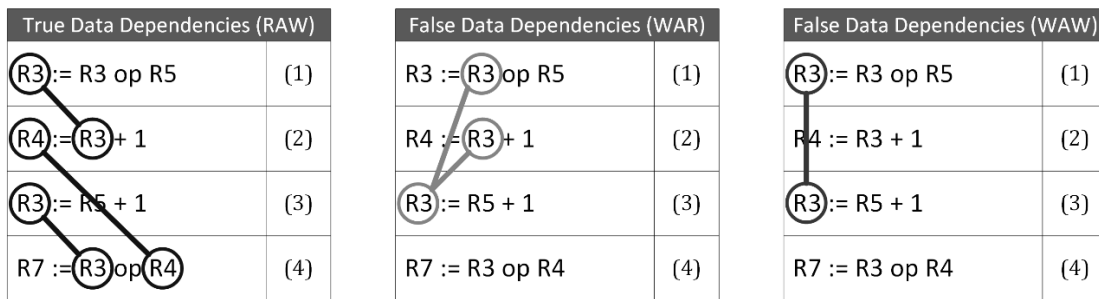 True Data Dependencies (RAW)
R3 := R3 op R5 (1)
R4 := R3 + 1 (2)
R3 := R5 + 1 (3)
R7 := R3 op R4 (4)
False Data Dependencies (WAR)
R3 := R3 op R5 (1)
R4 := R3 + 1 (2)
R3 := R5 + 1 (3)
R7 := R3 op R4 (4)
False Data Dependencies (WAW)
R3 := R3 op R5 (1)
R4 := R3 + 1 (2)
R3 := R5 + 1 (3)
R7 := R3 op R4 (4)